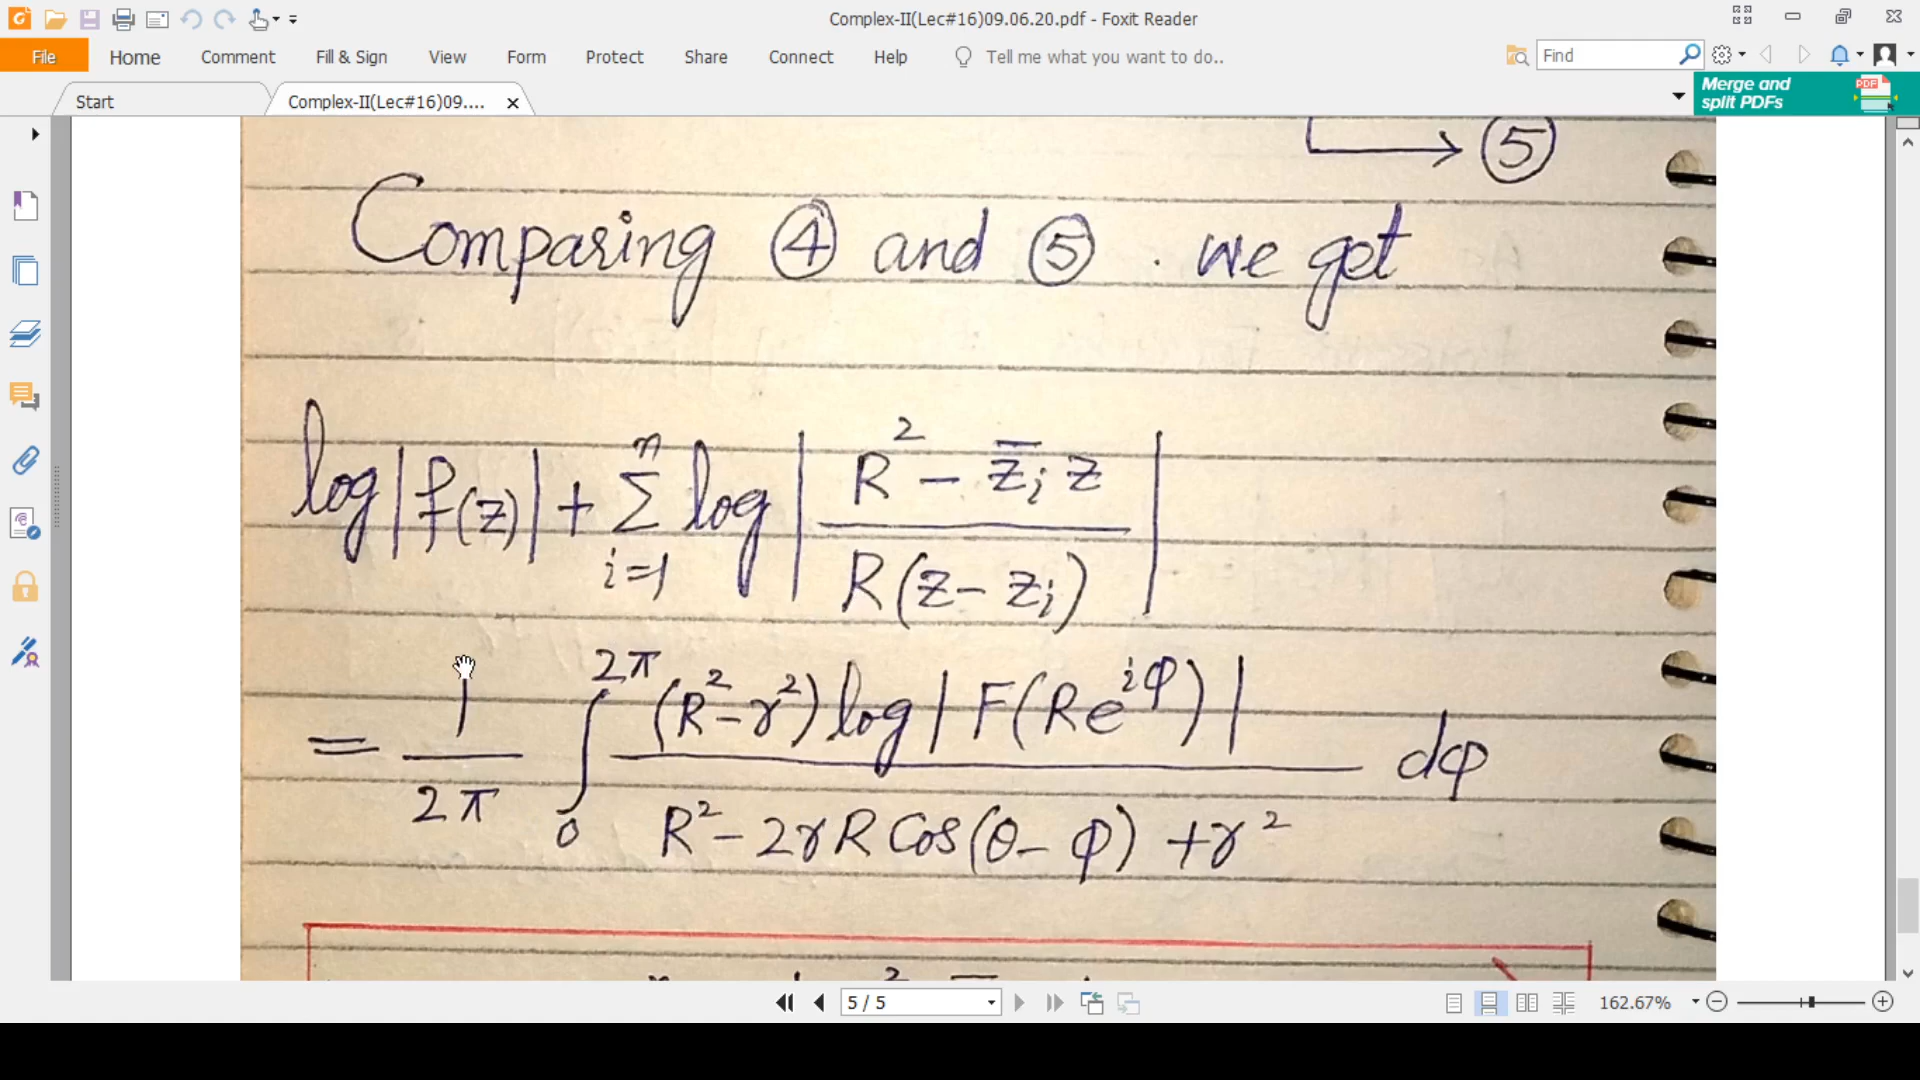 Complex-II(Lec#16)09.06.20.pdf - Foxit Reader
File Home Comment Fill & Sign View Form Protect Share Connect Help Tell me what you want to do.. Find
Start Complex-II(Lec#16)09.... Merge and
split PDFs
PDF
→ ⑤
Comparing ④ and ⑤ . we get
log|f(z)| + Σ_{i=1}^{n} log | (R² - z̄ᵢ z) / (R(z - zᵢ)) |
= 1/2π ∫₀^{2π} (R² - r²) log|F(Re^{iφ})| / (R² - 2rR Cos(θ - φ) + r²) dφ
5 / 5 162.67%